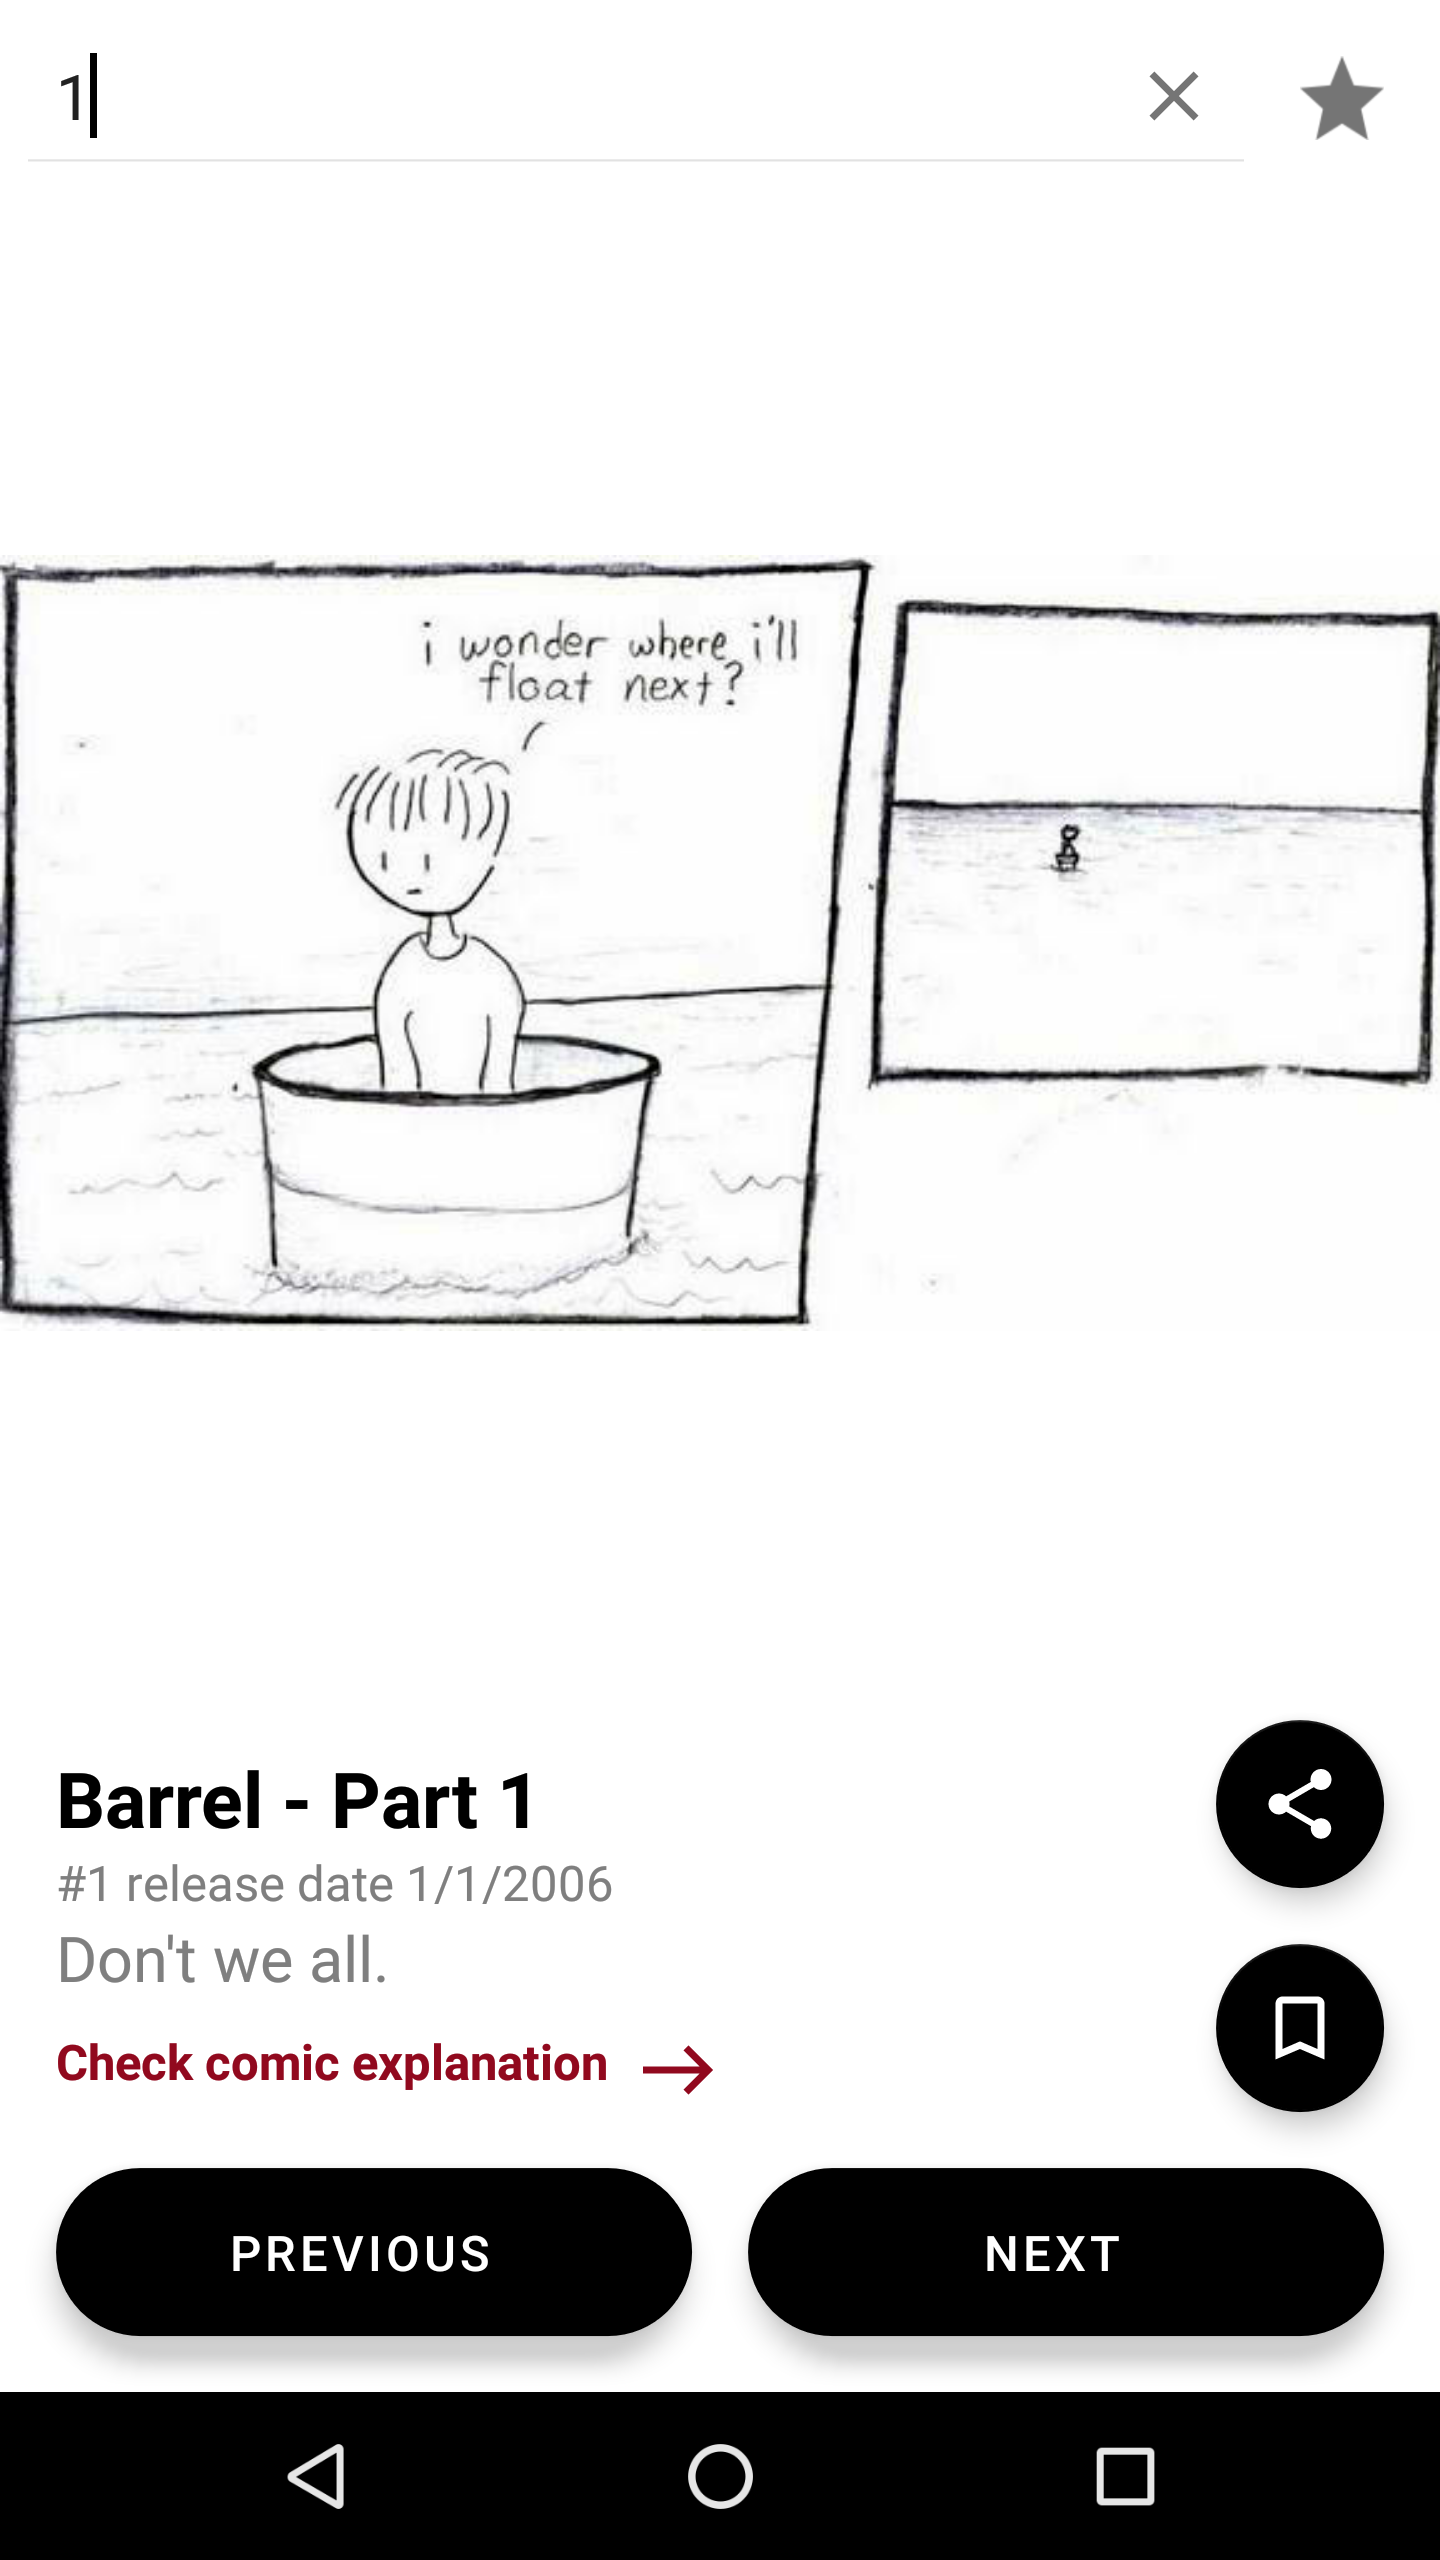 1
i wonder where i'll
float next?
Barrel - Part 1
#1 release date 1/1/2006
Don't we all.
Check comic explanation
PREVIOUS
NEXT